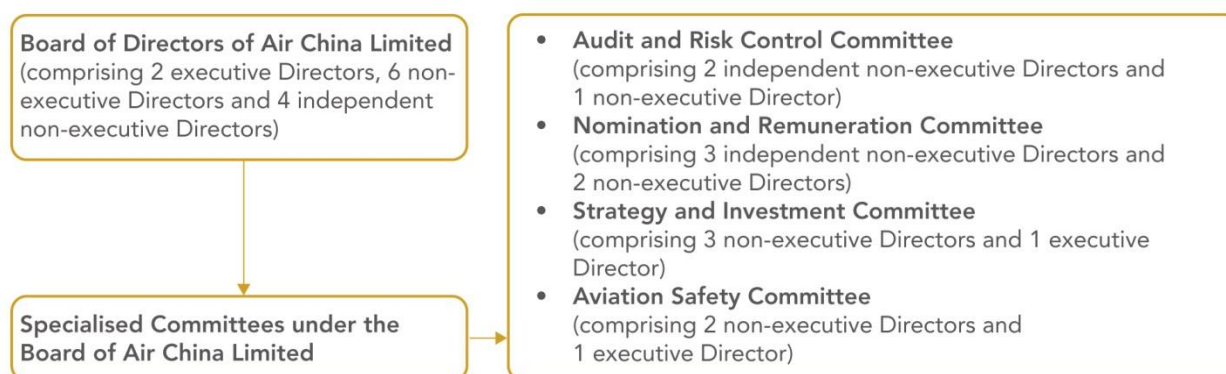 Board of Directors of Air China Limited
(comprising 2 executive Directors, 6 non-
executive Directors and 4 independent
non-executive Directors)
Specialised Committees under the
Board of Air China Limited
• Audit and Risk Control Committee
(comprising 2 independent non-executive Directors and
1 non-executive Director)
• Nomination and Remuneration Committee
(comprising 3 independent non-executive Directors and
2 non-executive Directors)
• Strategy and Investment Committee
(comprising 3 non-executive Directors and 1 executive
Director)
• Aviation Safety Committee
(comprising 2 non-executive Directors and
1 executive Director)